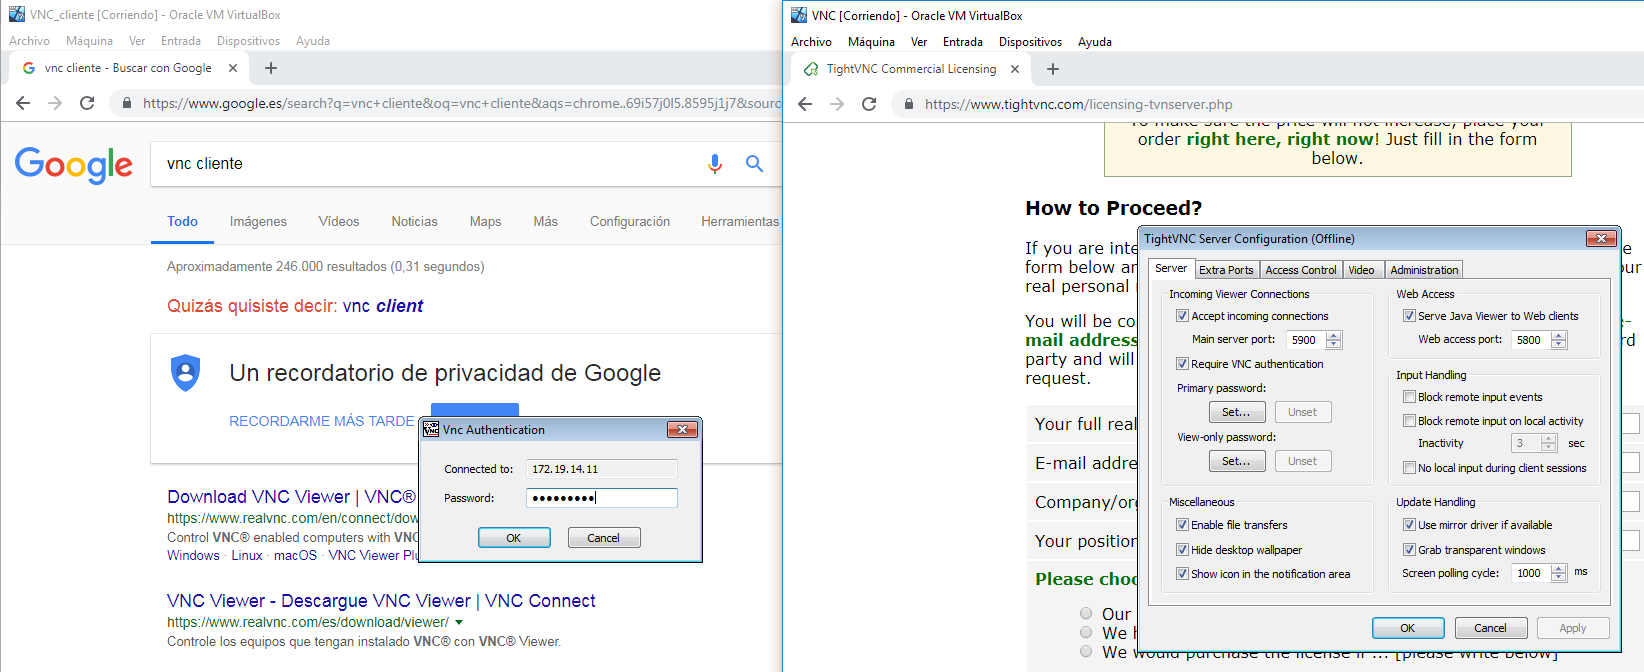 VNC_cliente [Corriendo] - Oracle VM VirtualBox
Archivo Máquina Ver Entrada Dispositivos Ayuda
vnc cliente - Buscar con Google
https://www.google.es/search?q=vnc+cliente&oq=vnc+cliente&aqs=chrome..69i57j0l5.8595j1j7&sourc
Google
vnc cliente
Todo Imágenes Vídeos Noticias Maps Más Configuración Herramientas
Aproximadamente 246.000 resultados (0,31 segundos)
Quizás quisiste decir: vnc client
Un recordatorio de privacidad de Google
RECORDARME MÁS TARDE
Download VNC Viewer | VNC®
https://www.realvnc.com/en/connect/dow
Control VNC® enabled computers with VNC
Windows · Linux · macOS · VNC Viewer Plu
VNC Viewer - Descargue VNC Viewer | VNC Connect
https://www.realvnc.com/es/download/viewer/
Controle los equipos que tengan instalado VNC® con VNC® Viewer.
Vnc Authentication
Connected to: 172.19.14.11
Password: •••••••••
OK Cancel
VNC [Corriendo] - Oracle VM VirtualBox
Archivo Máquina Ver Entrada Dispositivos Ayuda
TightVNC Commercial Licensing
https://www.tightvnc.com/licensing-tvnserver.php
To make sure the price will not increase, place your
order right here, right now! Just fill in the form
below.
How to Proceed?
If you are inte
form below an
real personal
You will be co
mail address
party and will
request.
Your full real
E-mail addre
Company/org
Your position
Please choo
Our
We h
We would purchase the license if ... [please write below]
TightVNC Server Configuration (Offline)
Server Extra Ports Access Control Video Administration
Incoming Viewer Connections
Accept incoming connections
Main server port: 5900
Require VNC authentication
Primary password:
Set... Unset
View-only password:
Set... Unset
Miscellaneous
Enable file transfers
Hide desktop wallpaper
Show icon in the notification area
Web Access
Serve Java Viewer to Web clients
Web access port: 5800
Input Handling
Block remote input events
Block remote input on local activity
Inactivity 3 sec
No local input during client sessions
Update Handling
Use mirror driver if available
Grab transparent windows
Screen polling cycle: 1000 ms
OK Cancel Apply